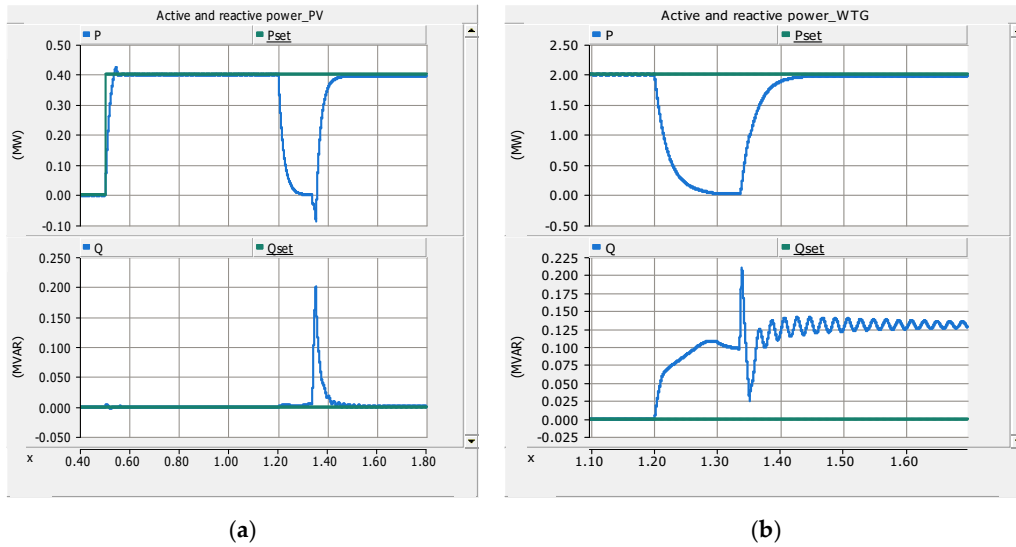 Active and reactive power_PV
P Pset
0.50
0.40
0.30
0.20
0.10
0.00
-0.10
(MW)
Q Qset
0.250
0.200
0.150
0.100
0.050
0.000
-0.050
(MVAR)
x 0.40 0.60 0.80 1.00 1.20 1.40 1.60 1.80
(a)
Active and reactive power_WTG
P Pset
2.50
2.00
1.50
1.00
0.50
0.00
-0.50
(MW)
Q Qset
0.225
0.200
0.175
0.150
0.125
0.100
0.075
0.050
0.025
0.000
-0.025
(MVAR)
x 1.10 1.20 1.30 1.40 1.50 1.60
(b)